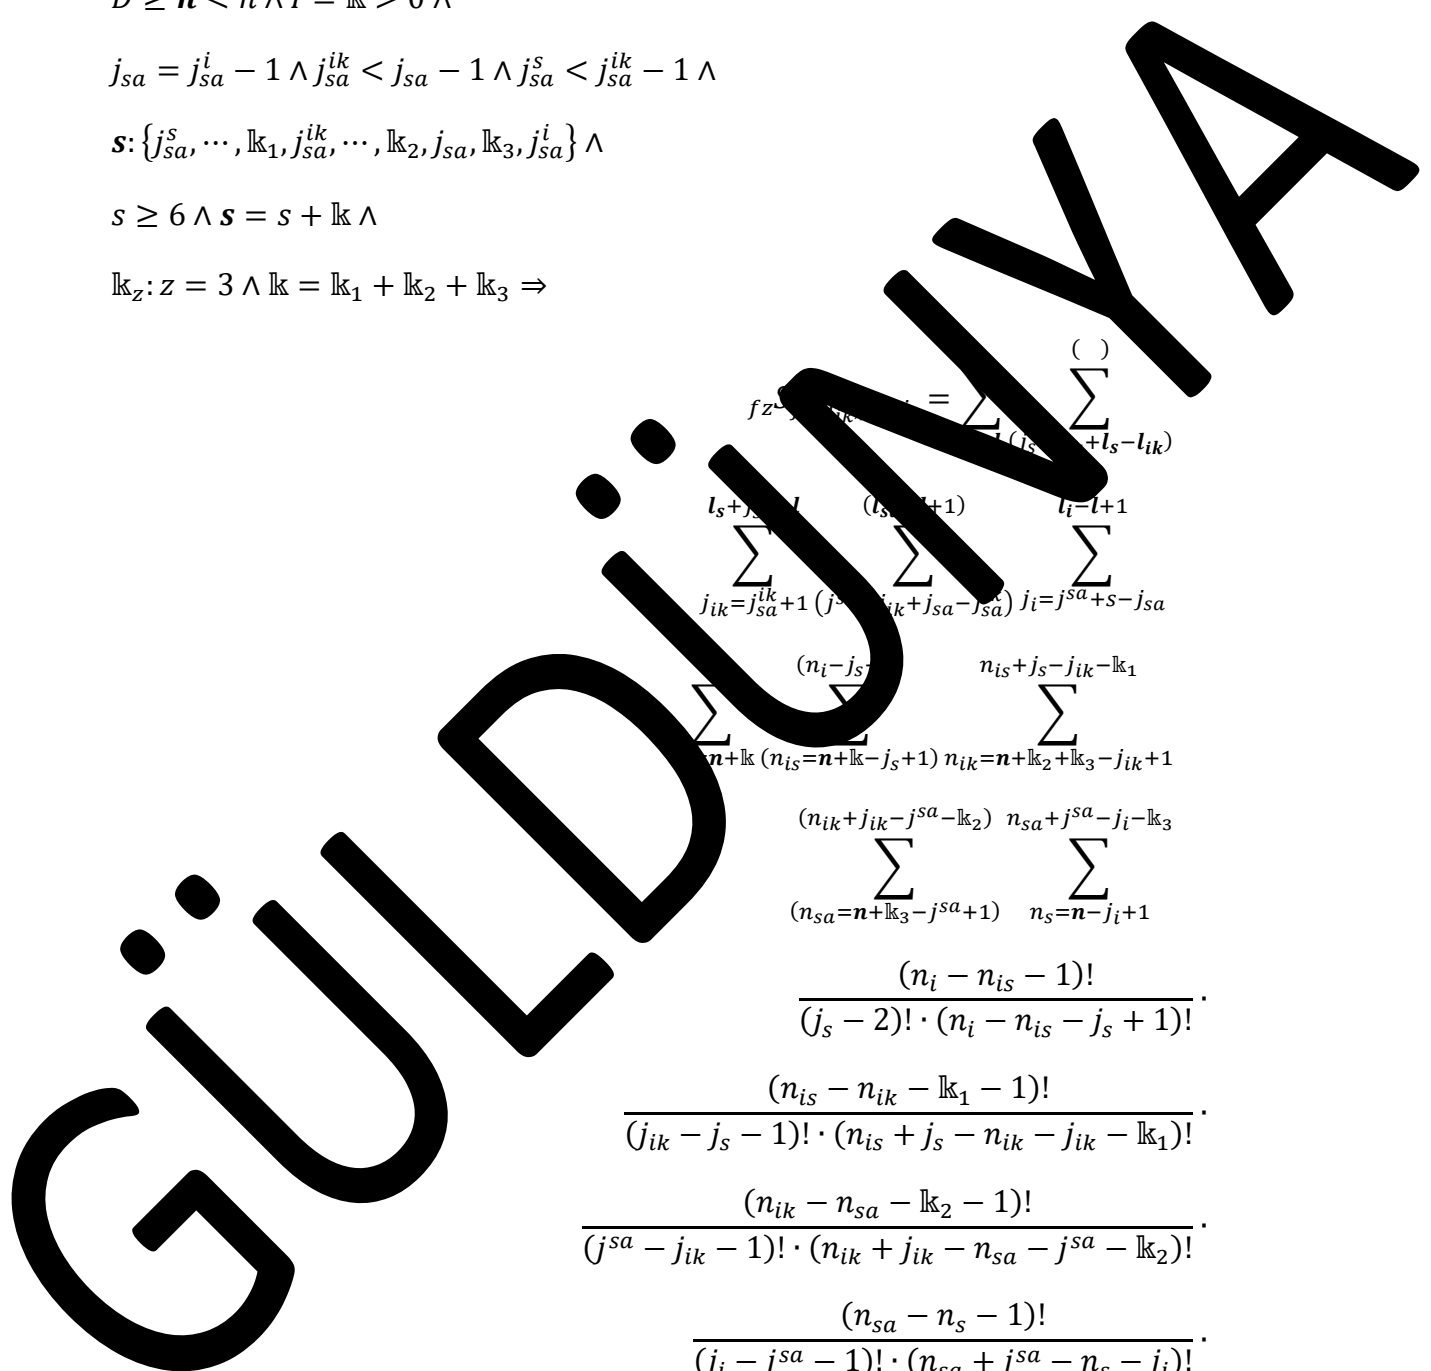 D ≥ 𝒏 < n ∧ I = 𝕜 > 0 ∧
j_{sa} = j_{sa}^{i} − 1 ∧ j_{sa}^{ik} < j_{sa} − 1 ∧ j_{sa}^{s} < j_{sa}^{ik} − 1 ∧
𝒔: {j_{sa}^{s}, ⋯ , 𝕜_1, j_{sa}^{ik}, ⋯ , 𝕜_2, j_{sa}, 𝕜_3, j_{sa}^{i}} ∧
s ≥ 6 ∧ 𝒔 = s + 𝕜 ∧
𝕜_z: z = 3 ∧ 𝕜 = 𝕜_1 + 𝕜_2 + 𝕜_3 ⇒
( )
fz = ∑ ∑
+𝒍_𝒔−𝒍_{𝒊𝒌})
𝒍_𝒊−𝒍+1
∑ ∑ ∑
j_{ik}=j_{sa}^{ik}+1 j_i=j^{sa}+s−j_{sa}
(n_i−j_s n_{is}+j_s−j_{ik}−𝕜_1
∑ ∑ ∑
𝒏+𝕜 (n_{is}=𝒏+𝕜−j_s+1) n_{ik}=𝒏+𝕜_2+𝕜_3−j_{ik}+1
(n_{ik}+j_{ik}−j^{sa}−𝕜_2) n_{sa}+j^{sa}−j_i−𝕜_3
∑ ∑
(n_{sa}=𝒏+𝕜_3−j^{sa}+1) n_s=𝒏−j_i+1
(n_i − n_{is} − 1)!
(j_s − 2)! · (n_i − n_{is} − j_s + 1)! ·
(n_{is} − n_{ik} − 𝕜_1 − 1)!
(j_{ik} − j_s − 1)! · (n_{is} + j_s − n_{ik} − j_{ik} − 𝕜_1)! ·
(n_{ik} − n_{sa} − 𝕜_2 − 1)!
(j^{sa} − j_{ik} − 1)! · (n_{ik} + j_{ik} − n_{sa} − j^{sa} − 𝕜_2)! ·
(n_{sa} − n_s − 1)!
(j_i − j^{sa} − 1)! · (n_{sa} + j^{sa} − n_s − j_i)! ·
GÜLDÜNYA